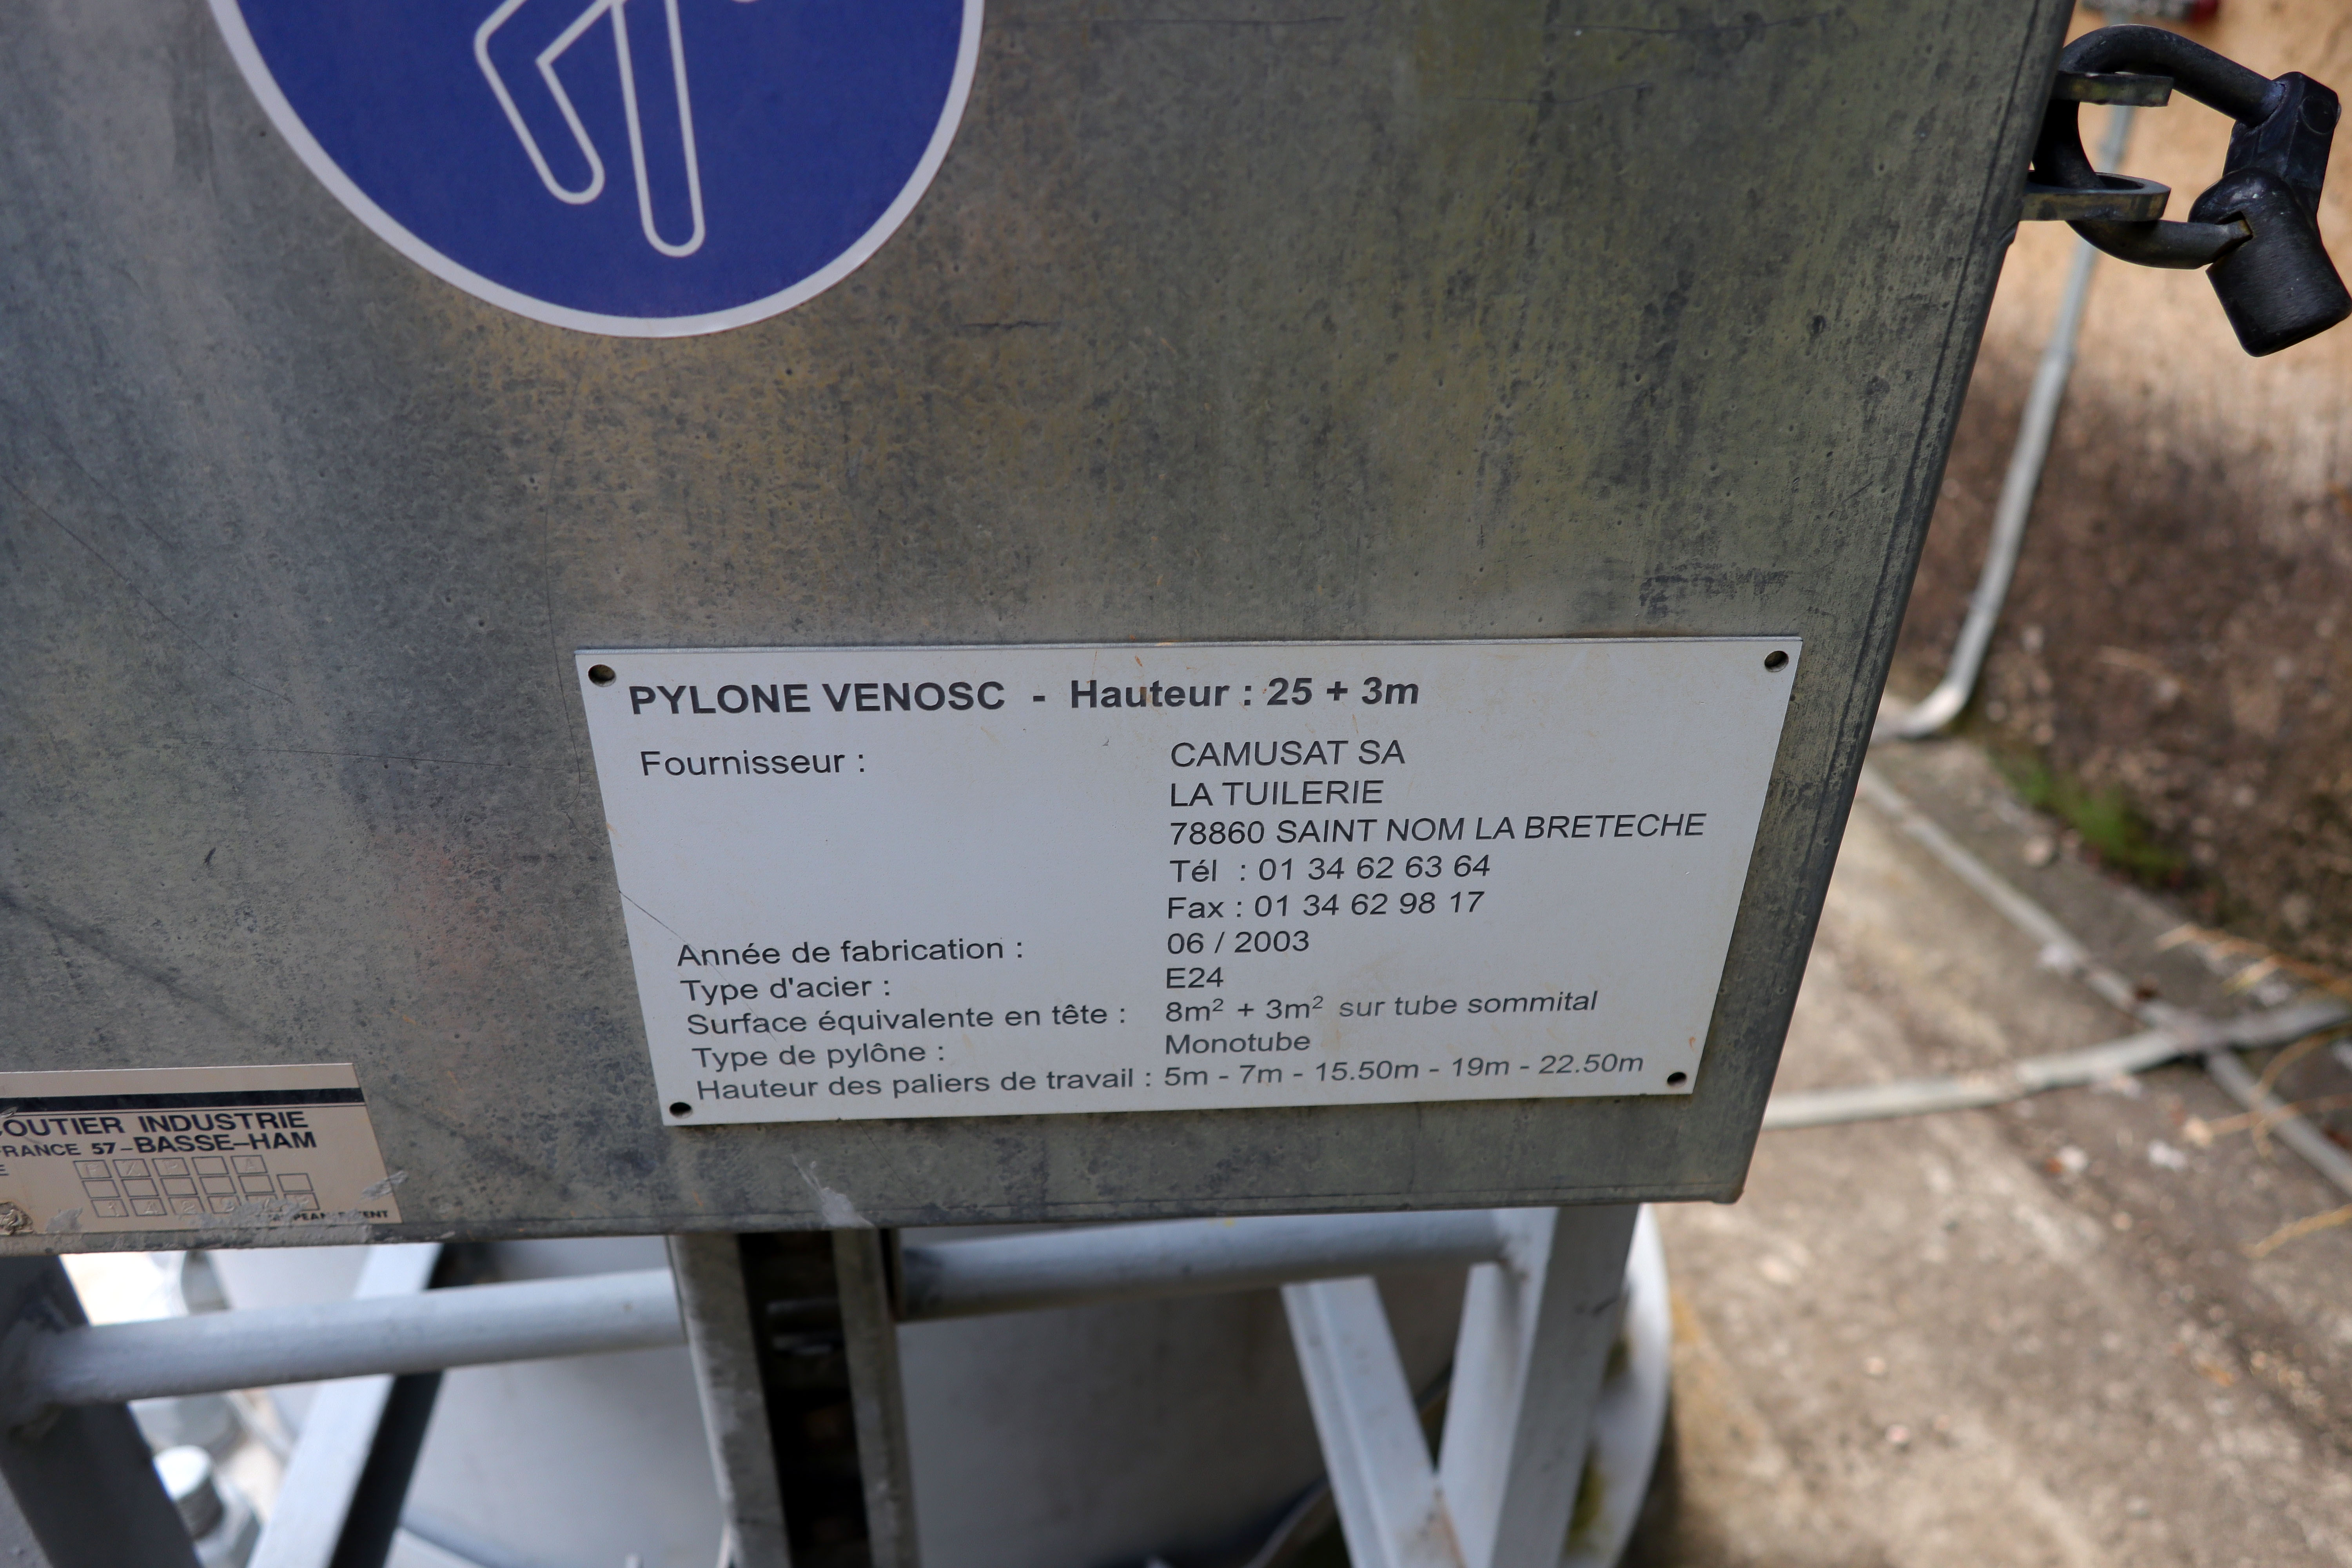 PYLONE VENOSC - Hauteur : 25 + 3m
Fournisseur : CAMUSAT SA
LA TUILERIE
78860 SAINT NOM LA BRETECHE
Tél : 01 34 62 63 64
Fax : 01 34 62 98 17
Année de fabrication : 06 / 2003
Type d'acier : E24
Surface équivalente en tête : 8m² + 3m² sur tube sommital
Type de pylône : Monotube
Hauteur des paliers de travail : 5m - 7m - 15.50m - 19m - 22.50m
OUTIER INDUSTRIE
RANCE 57-BASSE-HAM